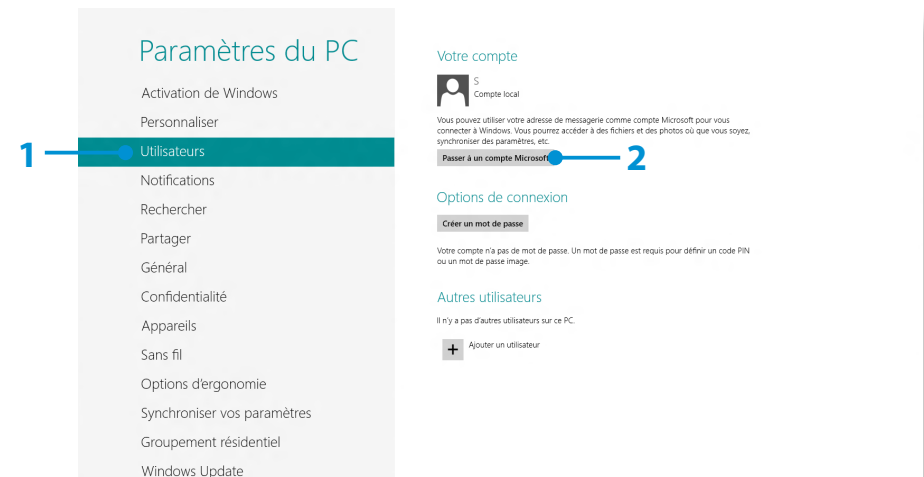 Paramètres du PC
Activation de Windows
Personnaliser
1
Utilisateurs
Notifications
Rechercher
Partager
Général
Confidentialité
Appareils
Sans fil
Options d'ergonomie
Synchroniser vos paramètres
Groupement résidentiel
Windows Update
Votre compte
S
Compte local
Vous pouvez utiliser votre adresse de messagerie comme compte Microsoft pour vous
connecter à Windows. Vous pourrez accéder à des fichiers et des photos où que vous soyez,
synchroniser des paramètres, etc.
Passer à un compte Microsoft
2
Options de connexion
Créer un mot de passe
Votre compte n'a pas de mot de passe. Un mot de passe est requis pour définir un code PIN
ou un mot de passe image.
Autres utilisateurs
Il n'y a pas d'autres utilisateurs sur ce PC.
+ Ajouter un utilisateur